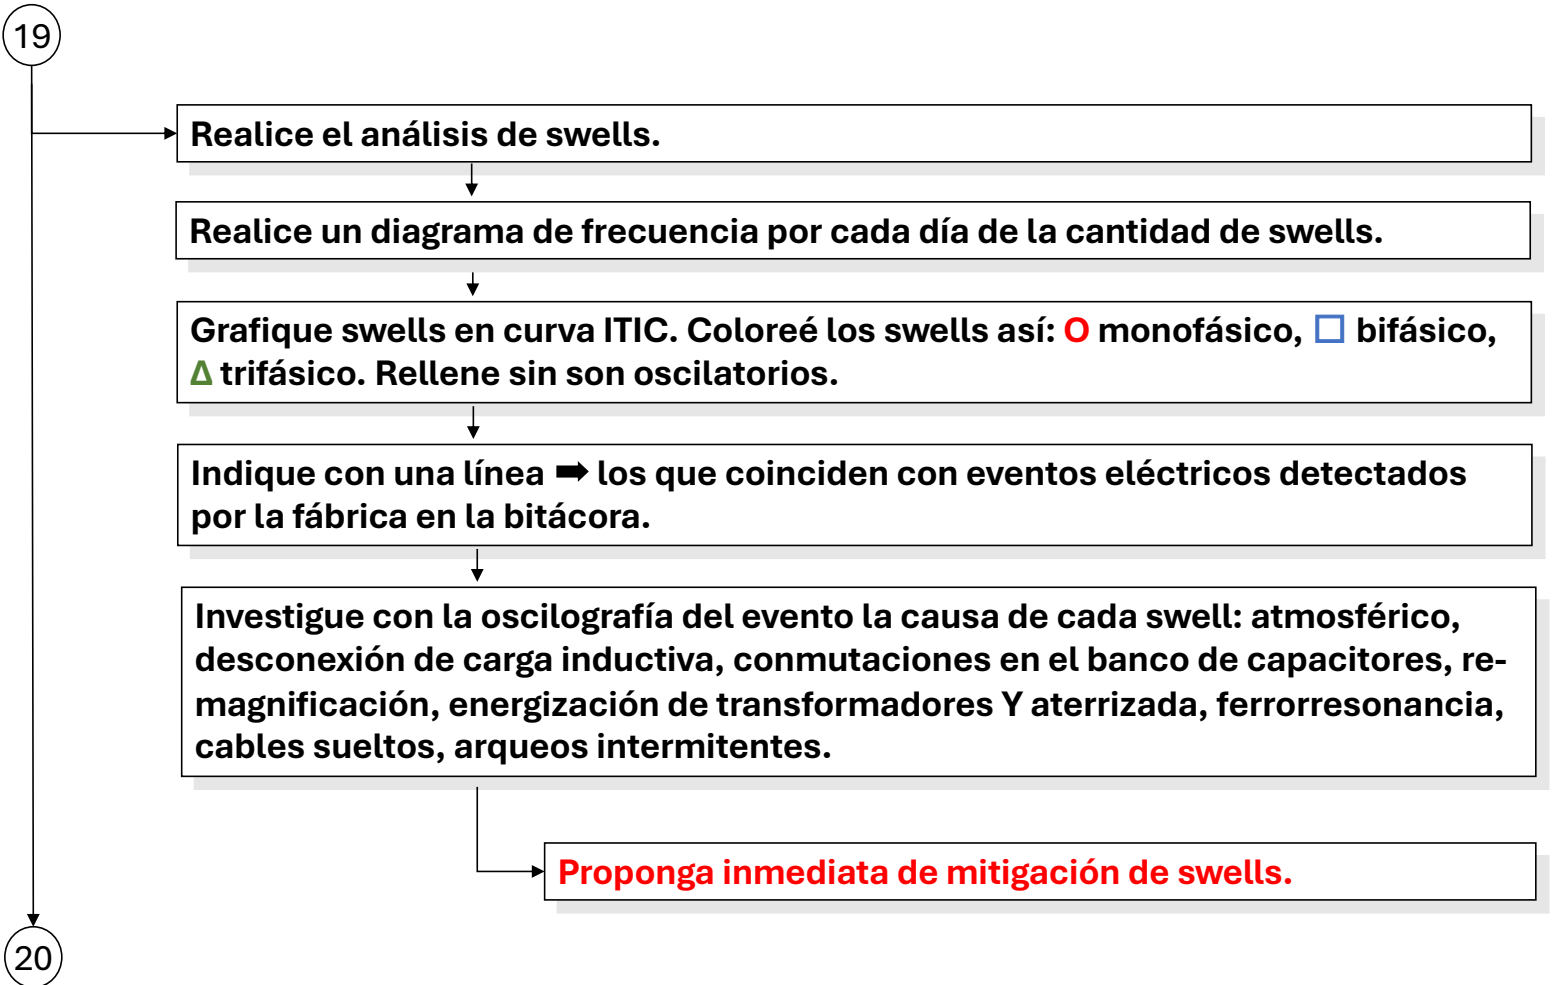 19
Realice el análisis de swells.
Realice un diagrama de frecuencia por cada día de la cantidad de swells.
Grafique swells en curva ITIC. Coloreé los swells así: O monofásico, □ bifásico,
Δ trifásico. Rellene sin son oscilatorios.
Indique con una línea ➡ los que coinciden con eventos eléctricos detectados
por la fábrica en la bitácora.
Investigue con la oscilografía del evento la causa de cada swell: atmosférico,
desconexión de carga inductiva, conmutaciones en el banco de capacitores, re-
magnificación, energización de transformadores Y aterrizada, ferrorresonancia,
cables sueltos, arqueos intermitentes.
Proponga inmediata de mitigación de swells.
20